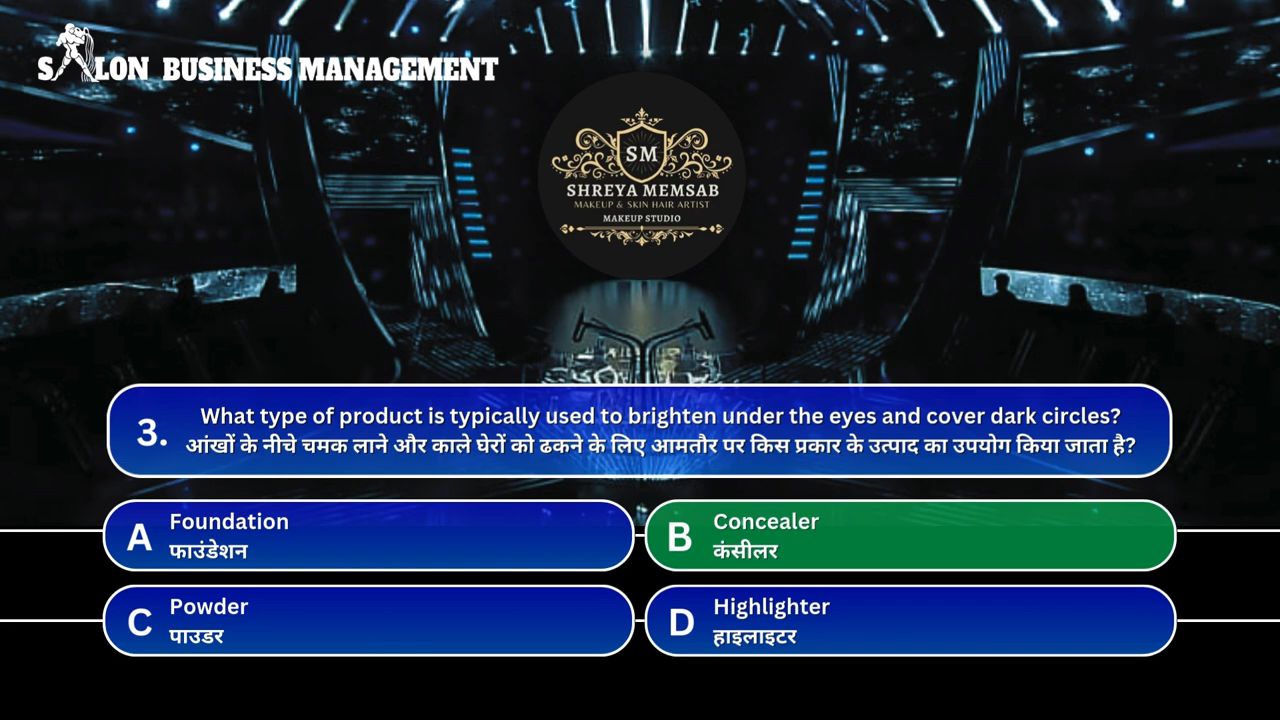 SALON BUSINESS MANAGEMENT
SM
SHREYA MEMSAB
MAKEUP & SKIN HAIR ARTIST
MAKEUP STUDIO
3. What type of product is typically used to brighten under the eyes and cover dark circles?
आंखों के नीचे चमक लाने और काले घेरों को ढकने के लिए आमतौर पर किस प्रकार के उत्पाद का उपयोग किया जाता है?
A Foundation
फाउंडेशन
B Concealer
कंसीलर
C Powder
पाउडर
D Highlighter
हाइलाइटर